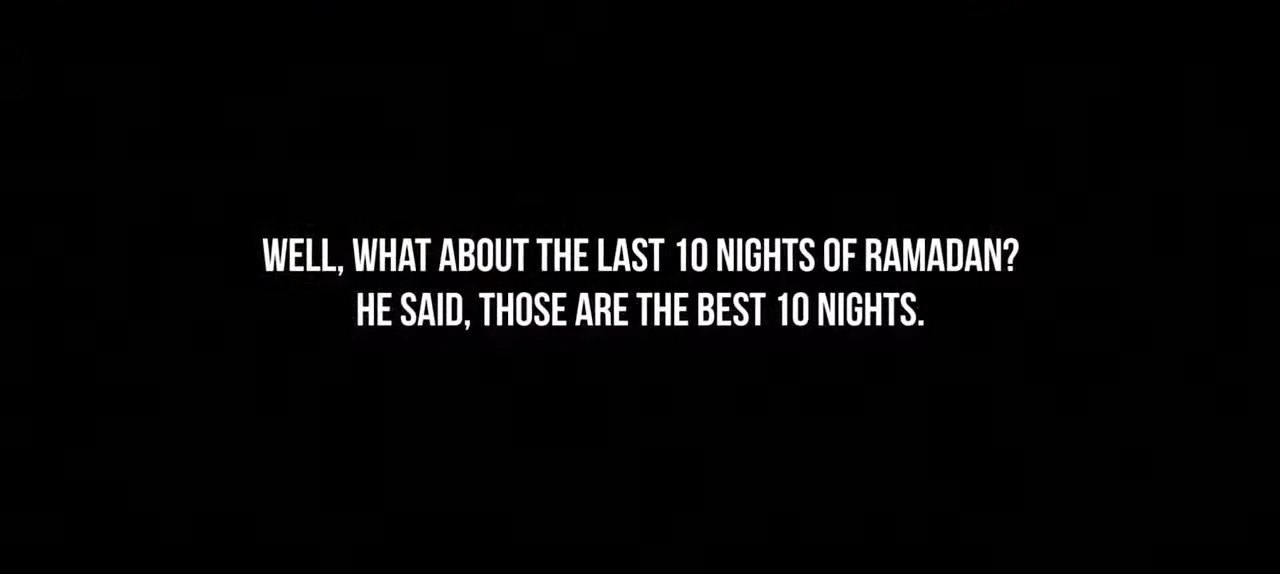 WELL, WHAT ABOUT THE LAST 10 NIGHTS OF RAMADAN?
HE SAID, THOSE ARE THE BEST 10 NIGHTS.